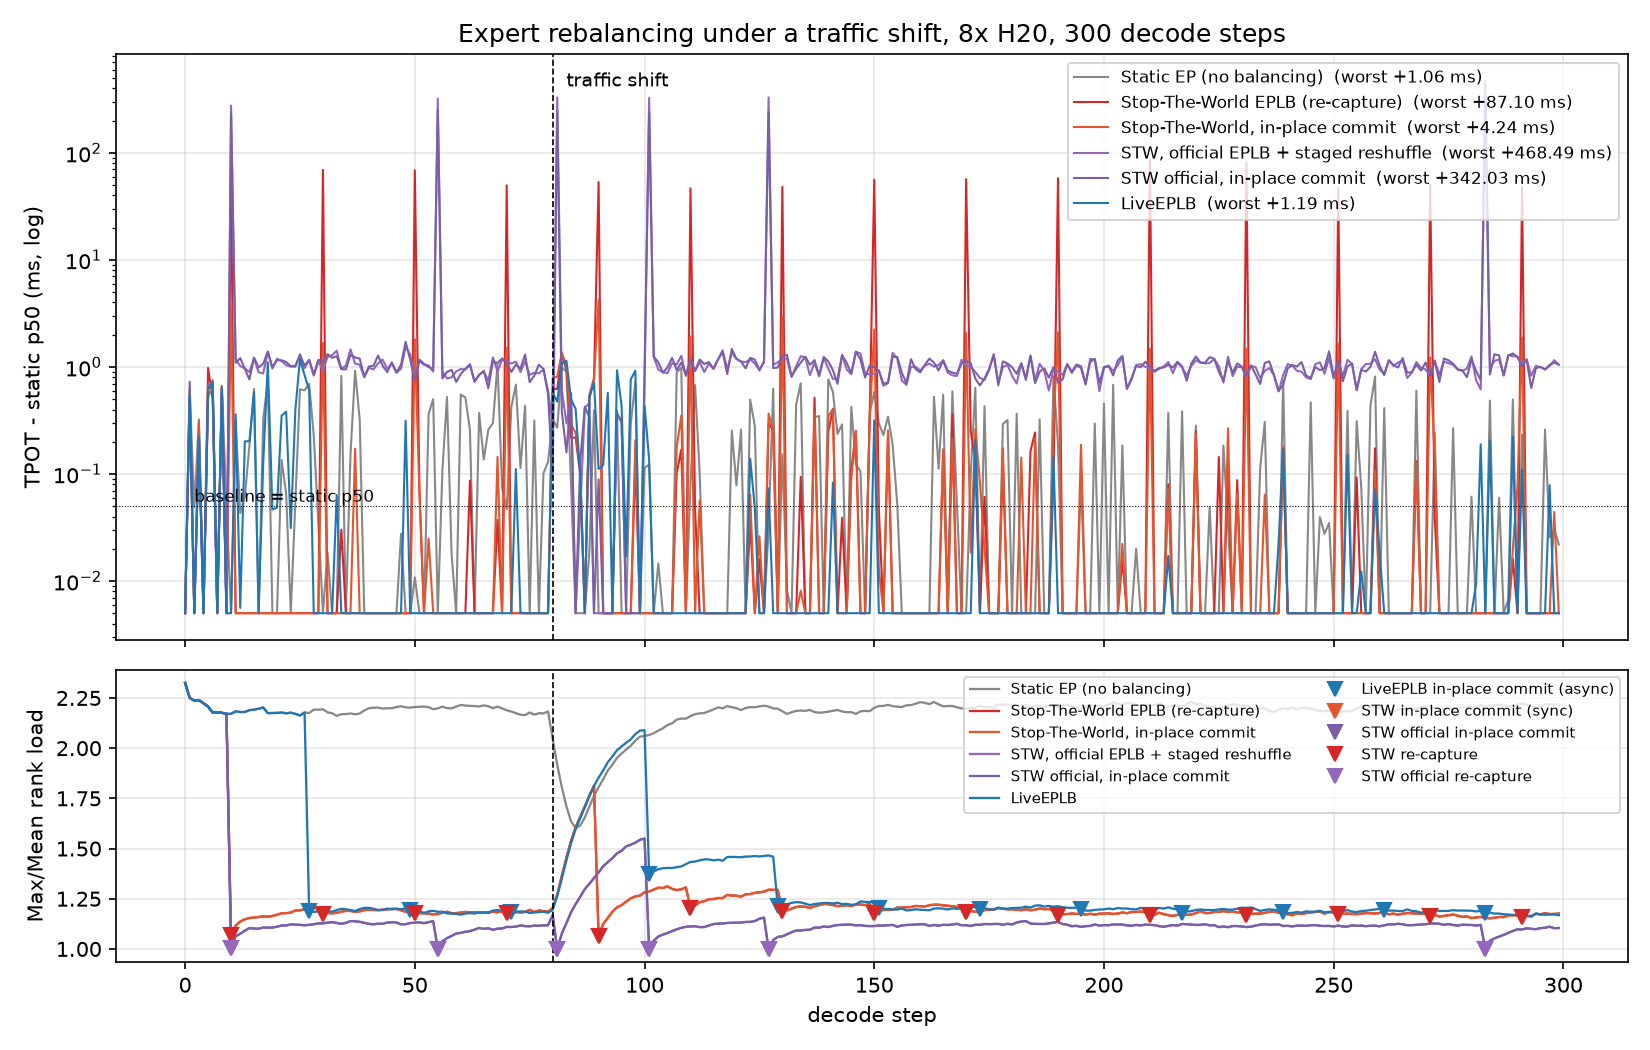 Expert rebalancing under a traffic shift, 8x H20, 300 decode steps
traffic shift
Static EP (no balancing)  (worst +1.06 ms)
Stop-The-World EPLB (re-capture)  (worst +87.10 ms)
Stop-The-World, in-place commit  (worst +4.24 ms)
STW, official EPLB + staged reshuffle  (worst +468.49 ms)
STW official, in-place commit  (worst +342.03 ms)
LiveEPLB  (worst +1.19 ms)
TPOT - static p50 (ms, log)
10²
10¹
10⁰
10⁻¹
10⁻²
baseline = static p50
Max/Mean rank load
2.25
2.00
1.75
1.50
1.25
1.00
Static EP (no balancing)
Stop-The-World EPLB (re-capture)
Stop-The-World, in-place commit
STW, official EPLB + staged reshuffle
STW official, in-place commit
LiveEPLB
LiveEPLB in-place commit (async)
STW in-place commit (sync)
STW official in-place commit
STW re-capture
STW official re-capture
0 50 100 150 200 250 300
decode step